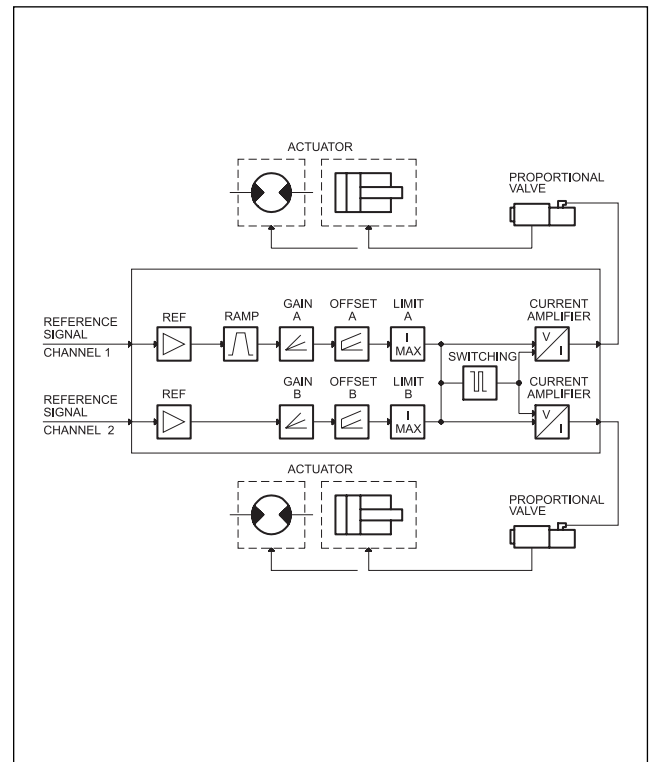 ACTUATOR
PROPORTIONAL
VALVE
REFERENCE
SIGNAL
CHANNEL 1
REF
RAMP
GAIN
A
OFFSET
A
LIMIT
A
I
MAX
SWITCHING
CURRENT
AMPLIFIER
V
I
REFERENCE
SIGNAL
CHANNEL 2
REF
GAIN
B
OFFSET
B
LIMIT
B
I
MAX
CURRENT
AMPLIFIER
V
I
ACTUATOR
PROPORTIONAL
VALVE